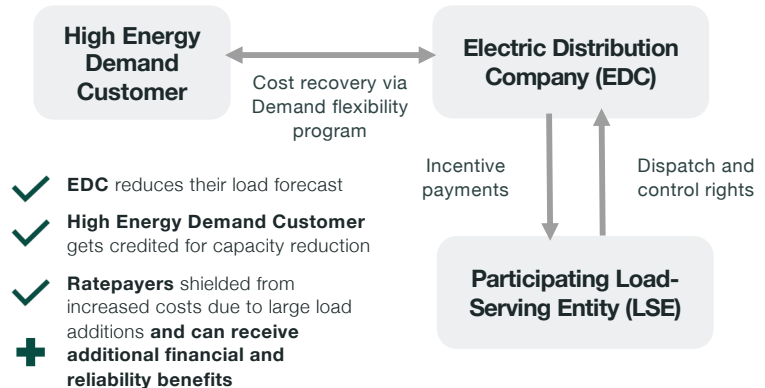 High Energy
Demand
Customer
Electric Distribution
Company (EDC)
Cost recovery via
Demand flexibility
program
Incentive
payments
Dispatch and
control rights
EDC reduces their load forecast
High Energy Demand Customer
gets credited for capacity reduction
Ratepayers shielded from
increased costs due to large load
additions and can receive
additional financial and
reliability benefits
Participating Load-
Serving Entity (LSE)